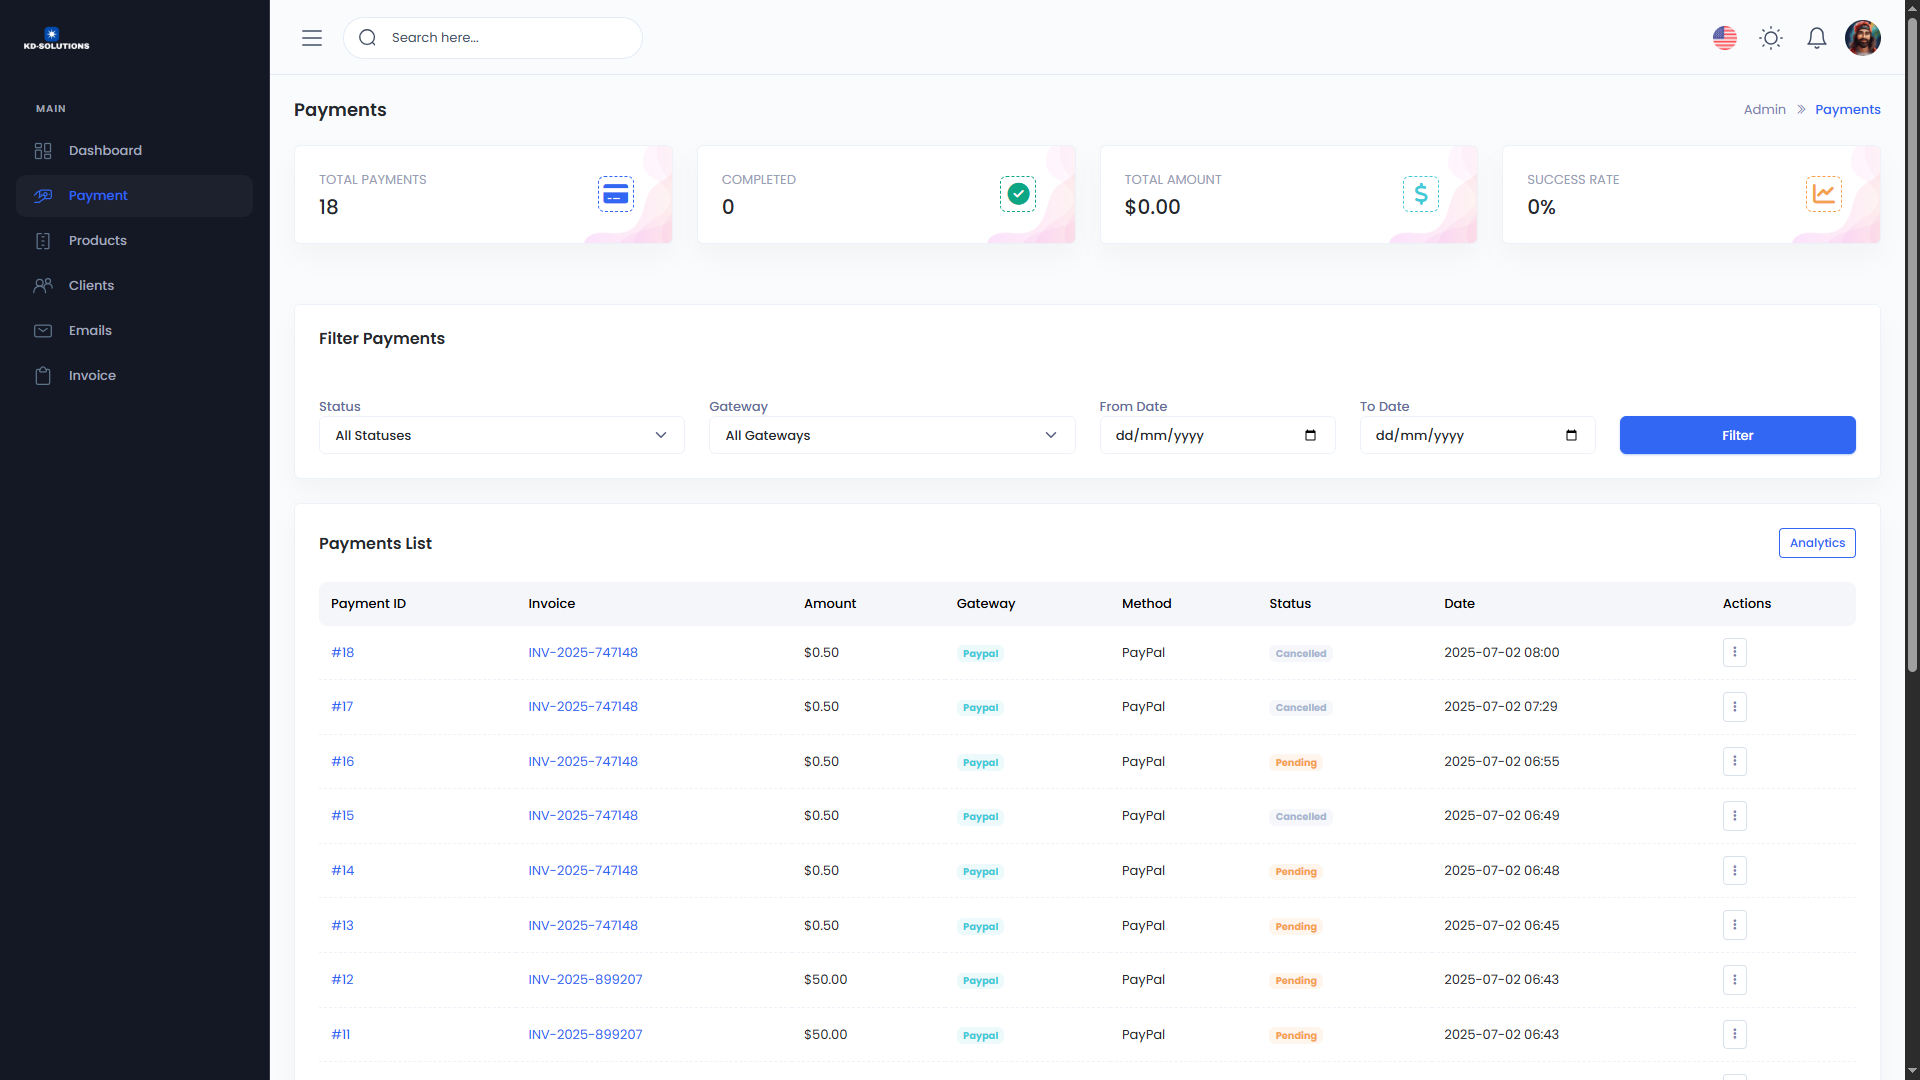 KD-SOLUTIONS
MAIN
Dashboard
Payment
Products
Clients
Emails
Invoice
Search here...
Payments
Admin Payments
TOTAL PAYMENTS
18
COMPLETED
0
TOTAL AMOUNT
$0.00
SUCCESS RATE
0%
Filter Payments
Status Gateway From Date To Date
All Statuses All Gateways dd/mm/yyyy dd/mm/yyyy Filter
Payments List Analytics
Payment ID Invoice Amount Gateway Method Status Date Actions
#18 INV-2025-747148 $0.50 Paypal PayPal Cancelled 2025-07-02 08:00
#17 INV-2025-747148 $0.50 Paypal PayPal Cancelled 2025-07-02 07:29
#16 INV-2025-747148 $0.50 Paypal PayPal Pending 2025-07-02 06:55
#15 INV-2025-747148 $0.50 Paypal PayPal Cancelled 2025-07-02 06:49
#14 INV-2025-747148 $0.50 Paypal PayPal Pending 2025-07-02 06:48
#13 INV-2025-747148 $0.50 Paypal PayPal Pending 2025-07-02 06:45
#12 INV-2025-899207 $50.00 Paypal PayPal Pending 2025-07-02 06:43
#11 INV-2025-899207 $50.00 Paypal PayPal Pending 2025-07-02 06:43